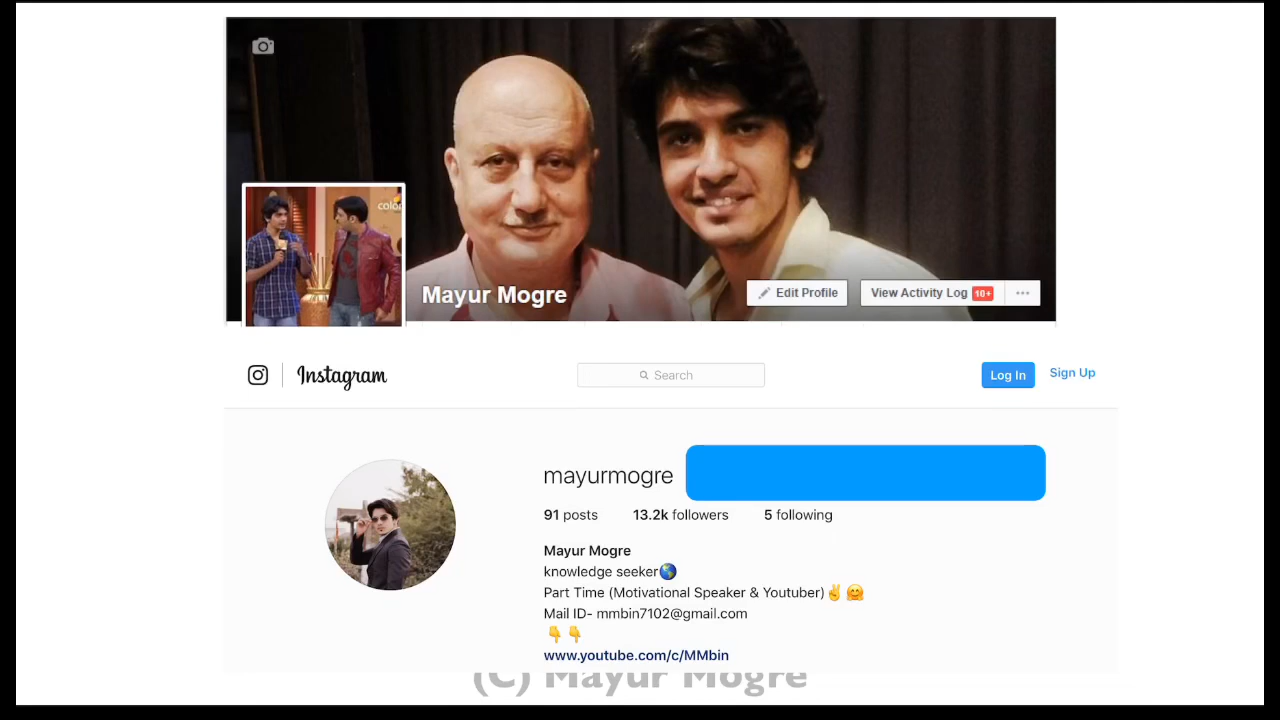 color
Mayur Mogre
Edit Profile
View Activity Log 10+
Instagram
Search
Log In
Sign Up
mayurmogre
91 posts 13.2k followers 5 following
Mayur Mogre
knowledge seeker🌎
Part Time (Motivational Speaker & Youtuber)✌️🤗
Mail ID- mmbin7102@gmail.com
👇👇
www.youtube.com/c/MMbin
(C) Mayur Mogre